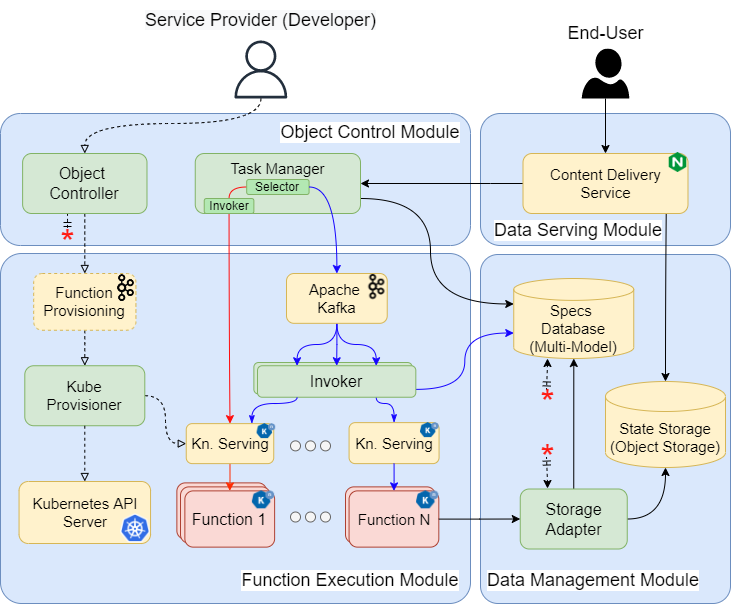 Service Provider (Developer)
End-User
Object Control Module
Object
Controller
Task Manager
Selector
Invoker
N
Content Delivery
Service
Data Serving Module
Function
Provisioning
Apache
Kafka
Specs
Database
(Multi-Model)
Kube
Provisioner
Invoker
State Storage
(Object Storage)
K
Kn. Serving
K
Kn. Serving
Kubernetes API
Server
K
Function 1
K
Function N
Storage
Adapter
Function Execution Module
Data Management Module